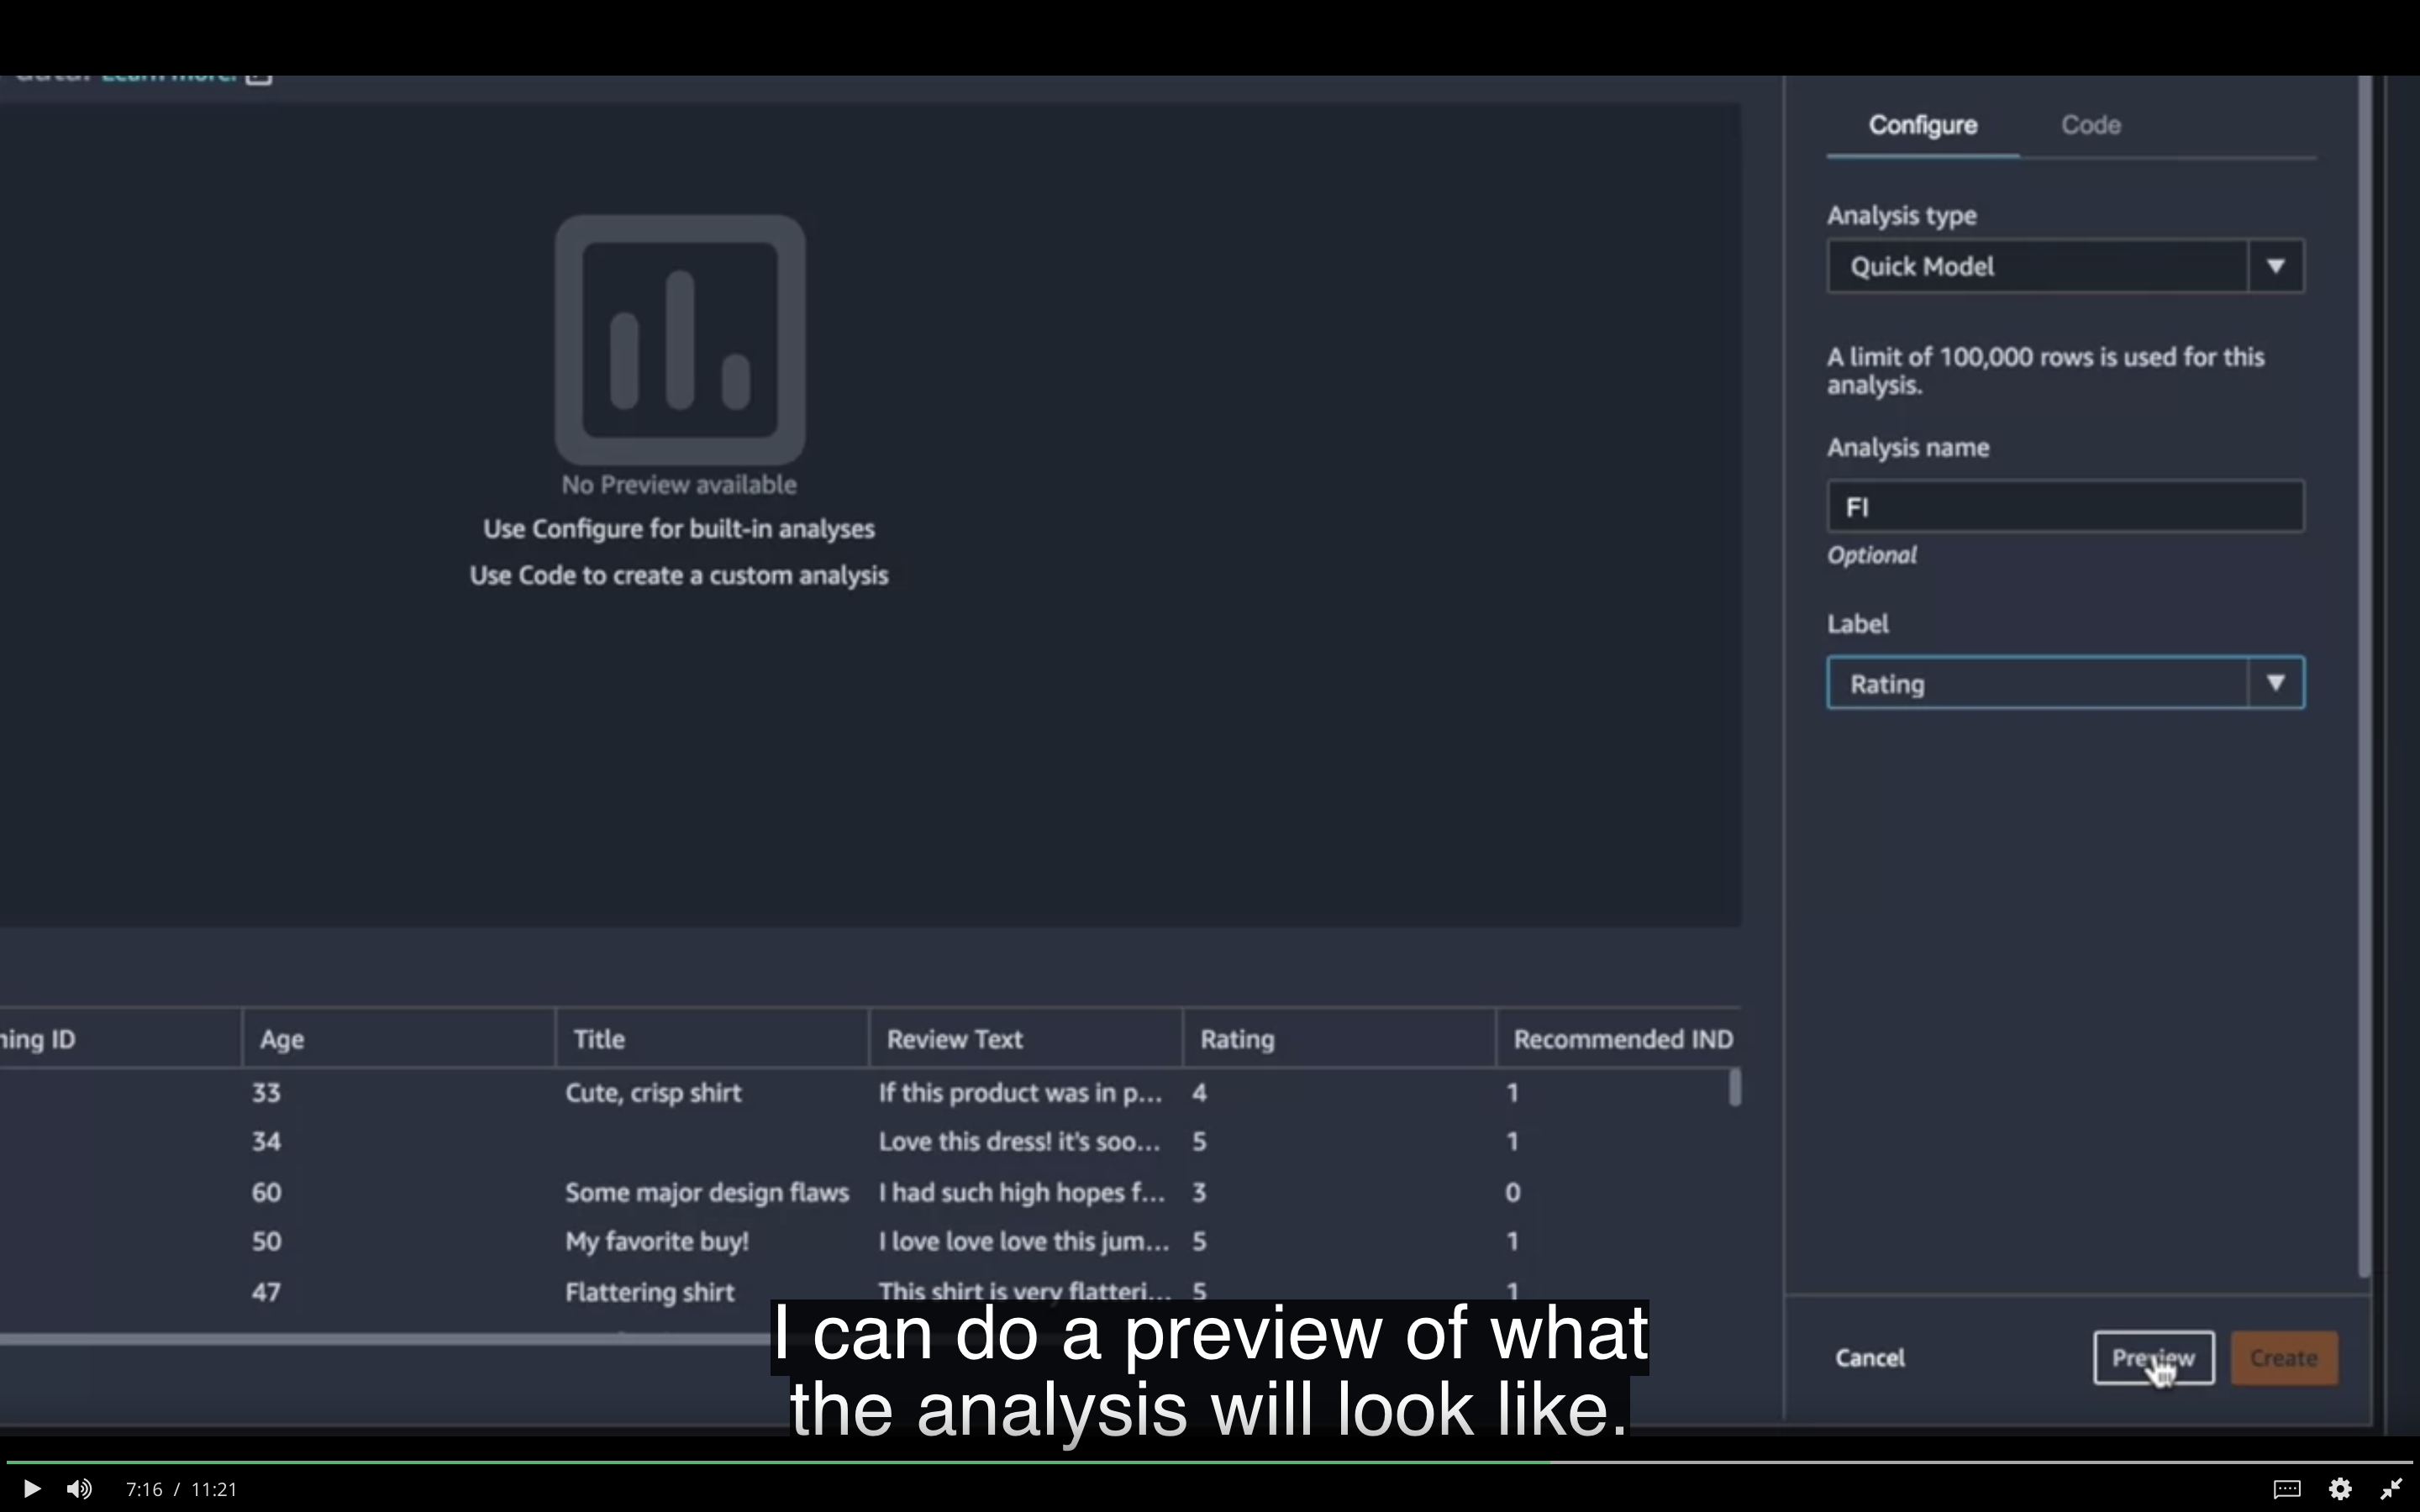 Learn more.
Configure Code
Analysis type
Quick Model
A limit of 100,000 rows is used for this
analysis.
Analysis name
FI
Optional
Label
Rating
No Preview available
Use Configure for built-in analyses
Use Code to create a custom analysis
ning ID Age Title Review Text Rating Recommended IND
33 Cute, crisp shirt If this product was in p... 4 1
34 Love this dress! it's soo... 5 1
60 Some major design flaws I had such high hopes f... 3 0
50 My favorite buy! I love love love this jum... 5 1
47 Flattering shirt This shirt is very flatteri... 5 1
Cancel Preview Create
I can do a preview of what
the analysis will look like.
7:16 / 11:21